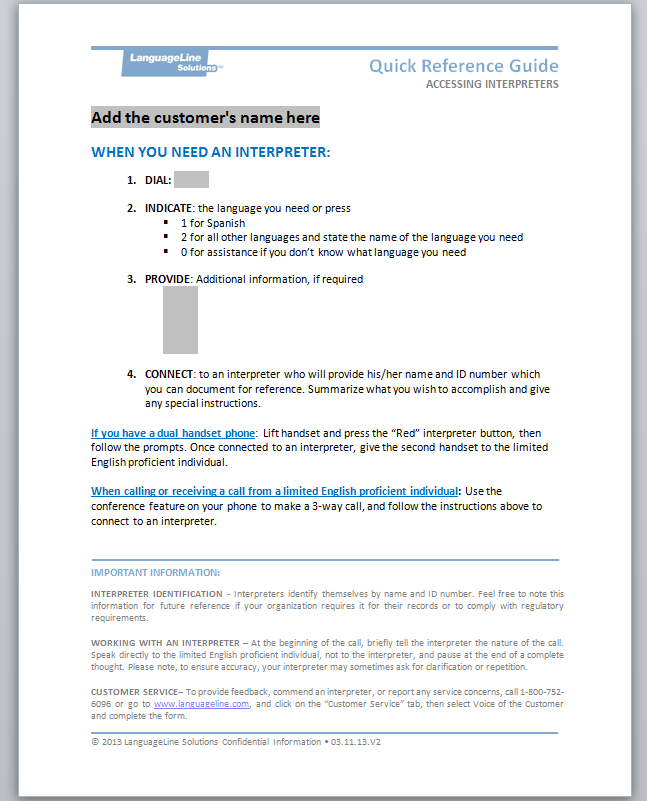 LanguageLine
Solutions℠
Quick Reference Guide
ACCESSING INTERPRETERS
Add the customer's name here
WHEN YOU NEED AN INTERPRETER:
1. DIAL:
2. INDICATE: the language you need or press
▪ 1 for Spanish
▪ 2 for all other languages and state the name of the language you need
▪ 0 for assistance if you don't know what language you need
3. PROVIDE: Additional information, if required
4. CONNECT: to an interpreter who will provide his/her name and ID number which
you can document for reference. Summarize what you wish to accomplish and give
any special instructions.
If you have a dual handset phone: Lift handset and press the “Red” interpreter button, then
follow the prompts. Once connected to an interpreter, give the second handset to the limited
English proficient individual.
When calling or receiving a call from a limited English proficient individual: Use the
conference feature on your phone to make a 3-way call, and follow the instructions above to
connect to an interpreter.
IMPORTANT INFORMATION:
INTERPRETER IDENTIFICATION - Interpreters identify themselves by name and ID number. Feel free to note this
information for future reference if your organization requires it for their records or to comply with regulatory
requirements.
WORKING WITH AN INTERPRETER – At the beginning of the call, briefly tell the interpreter the nature of the call.
Speak directly to the limited English proficient individual, not to the interpreter, and pause at the end of a complete
thought. Please note, to ensure accuracy, your interpreter may sometimes ask for clarification or repetition.
CUSTOMER SERVICE– To provide feedback, commend an interpreter, or report any service concerns, call 1-800-752-
6096 or go to www.languageline.com, and click on the “Customer Service” tab, then select Voice of the Customer
and complete the form.
© 2013 LanguageLine Solutions Confidential Information ▪ 03.11.13.V2